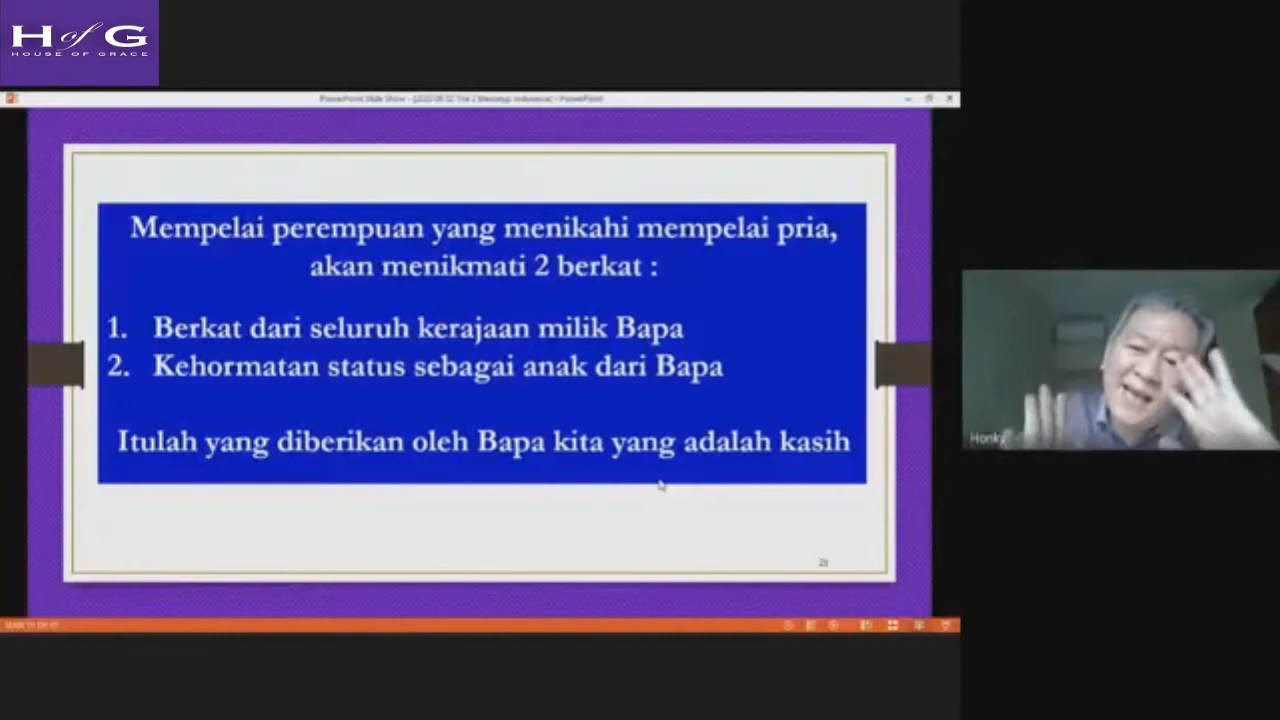 H of G
HOUSE OF GRACE
Mempelai perempuan yang menikahi mempelai pria,
akan menikmati 2 berkat :
1. Berkat dari seluruh kerajaan milik Bapa
2. Kehormatan status sebagai anak dari Bapa
Itulah yang diberikan oleh Bapa kita yang adalah kasih